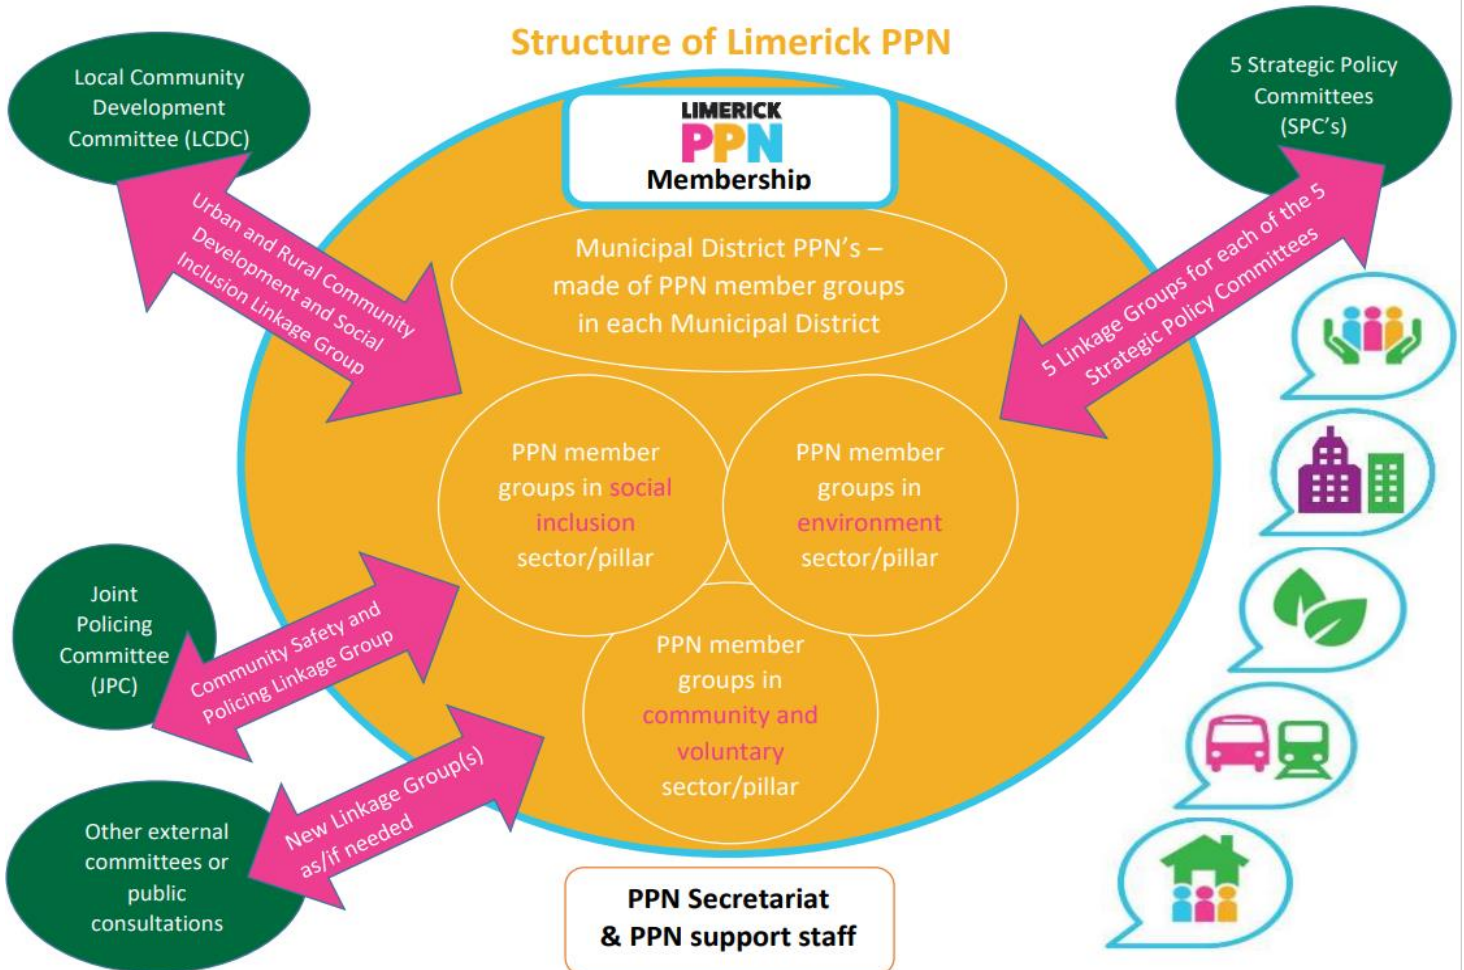 Structure of Limerick PPN
Local Community
Development
Committee (LCDC)
5 Strategic Policy
Committees
(SPC's)
LIMERICK
PPN
Membership
Urban and Rural Community
Development and Social
Inclusion Linkage Group
5 Linkage Groups for each of the 5
Strategic Policy Committees
Municipal District PPN's –
made of PPN member groups
in each Municipal District
PPN member
groups in social
inclusion
sector/pillar
PPN member
groups in
environment
sector/pillar
Joint
Policing
Committee
(JPC)
Community Safety and
Policing Linkage Group
PPN member
groups in
community and
voluntary
sector/pillar
New Linkage Group(s)
as/if needed
Other external
committees or
public
consultations
PPN Secretariat
& PPN support staff